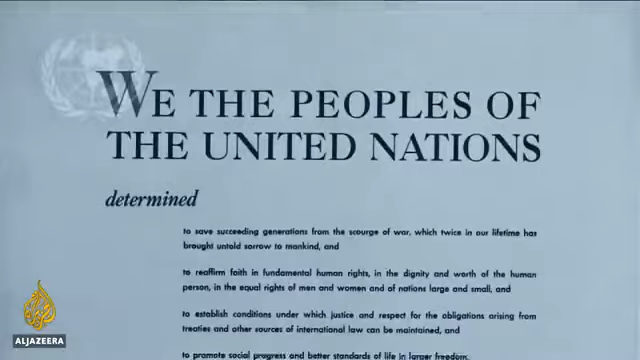 WE THE PEOPLES OF
THE UNITED NATIONS
determined
to save succeeding generations from the scourge of war, which twice in our lifetime has
brought untold sorrow to mankind, and
to reaffirm faith in fundamental human rights, in the dignity and worth of the human
person, in the equal rights of men and women and of nations large and small, and
to establish conditions under which justice and respect for the obligations arising from
treaties and other sources of international law can be maintained, and
to promote social progress and better standards of life in larger freedom,
ALJAZEERA